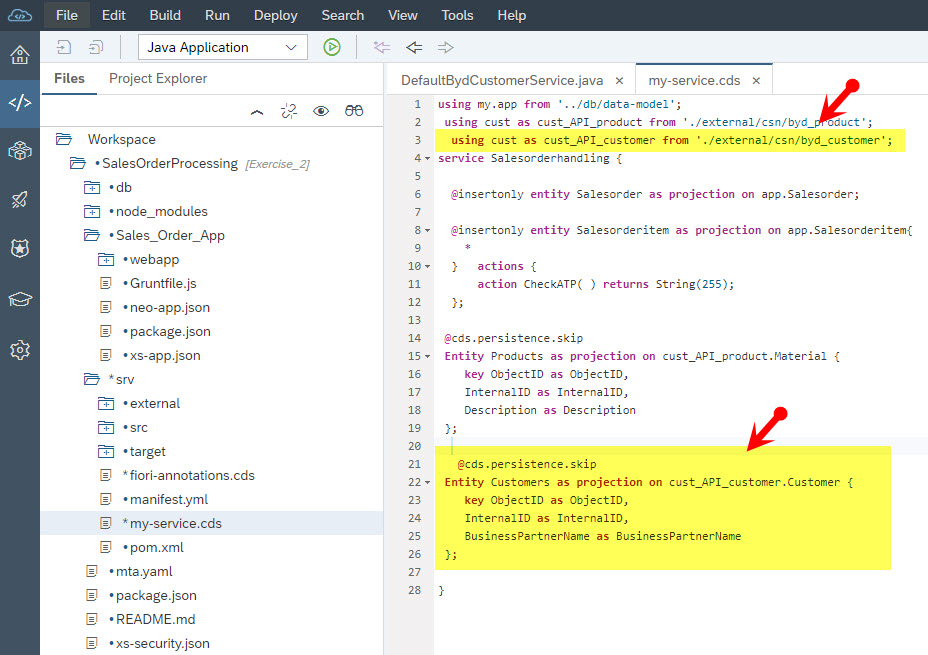 File Edit Build Run Deploy Search View Tools Help
Java Application
Files Project Explorer
Workspace
•SalesOrderProcessing [Exercise_2]
•db
•node_modules
•Sales_Order_App
•webapp
•Gruntfile.js
•neo-app.json
•package.json
•xs-app.json
*srv
•external
•src
•target
*fiori-annotations.cds
•manifest.yml
*my-service.cds
•pom.xml
•mta.yaml
•package.json
•README.md
•xs-security.json
DefaultBydCustomerService.java × my-service.cds ×
1 using my.app from '../db/data-model';
2 using cust as cust_API_product from './external/csn/byd_product';
3 using cust as cust_API_customer from './external/csn/byd_customer';
4 service Salesorderhandling {
5
6 @insertonly entity Salesorder as projection on app.Salesorder;
7
8 @insertonly entity Salesorderitem as projection on app.Salesorderitem{
9 *
10 } actions {
11 action CheckATP( ) returns String(255);
12 };
13
14 @cds.persistence.skip
15 Entity Products as projection on cust_API_product.Material {
16 key ObjectID as ObjectID,
17 InternalID as InternalID,
18 Description as Description
19 };
20
21 @cds.persistence.skip
22 Entity Customers as projection on cust_API_customer.Customer {
23 key ObjectID as ObjectID,
24 InternalID as InternalID,
25 BusinessPartnerName as BusinessPartnerName
26 };
27
28 }